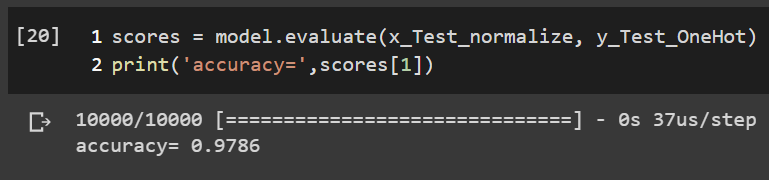 [20] 1 scores = model.evaluate(x_Test_normalize, y_Test_OneHot)
2 print('accuracy=',scores[1])
10000/10000 [==============================] - 0s 37us/step
accuracy= 0.9786